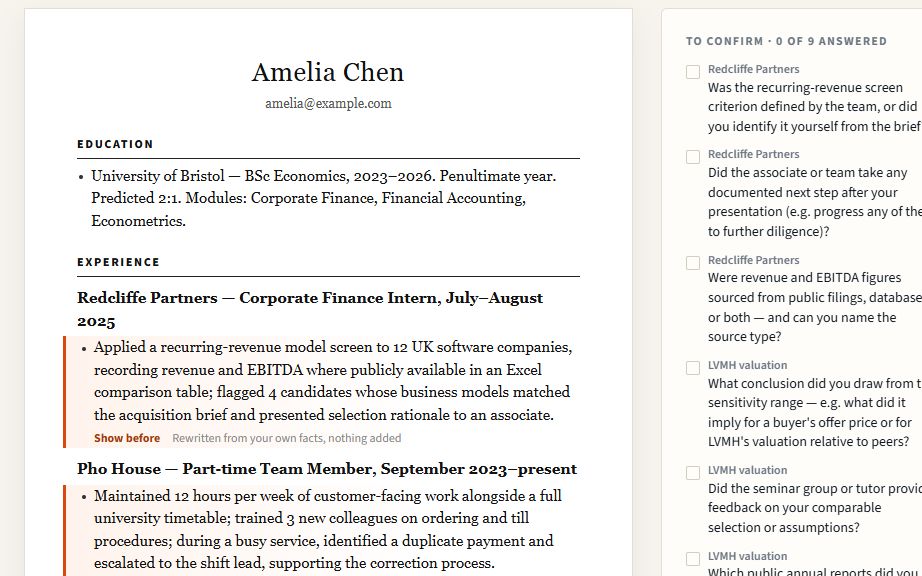 Amelia Chen
amelia@example.com
EDUCATION
• University of Bristol — BSc Economics, 2023–2026. Penultimate year.
Predicted 2:1. Modules: Corporate Finance, Financial Accounting,
Econometrics.
EXPERIENCE
Redcliffe Partners — Corporate Finance Intern, July–August
2025
• Applied a recurring-revenue model screen to 12 UK software companies,
recording revenue and EBITDA where publicly available in an Excel
comparison table; flagged 4 candidates whose business models matched
the acquisition brief and presented selection rationale to an associate.
Show before Rewritten from your own facts, nothing added
Pho House — Part-time Team Member, September 2023–present
• Maintained 12 hours per week of customer-facing work alongside a full
university timetable; trained 3 new colleagues on ordering and till
procedures; during a busy service, identified a duplicate payment and
escalated to the shift lead, supporting the correction process.
TO CONFIRM · 0 OF 9 ANSWERED
Redcliffe Partners
Was the recurring-revenue screen
criterion defined by the team, or did
you identify it yourself from the brief
Redcliffe Partners
Did the associate or team take any
documented next step after your
presentation (e.g. progress any of the
to further diligence)?
Redcliffe Partners
Were revenue and EBITDA figures
sourced from public filings, database
or both — and can you name the
source type?
LVMH valuation
What conclusion did you draw from
sensitivity range — e.g. what did it
imply for a buyer's offer price or for
LVMH's valuation relative to peers?
LVMH valuation
Did the seminar group or tutor
feedback on your comparable
selection or assumptions?
LVMH valuation
Which public annual reports did you